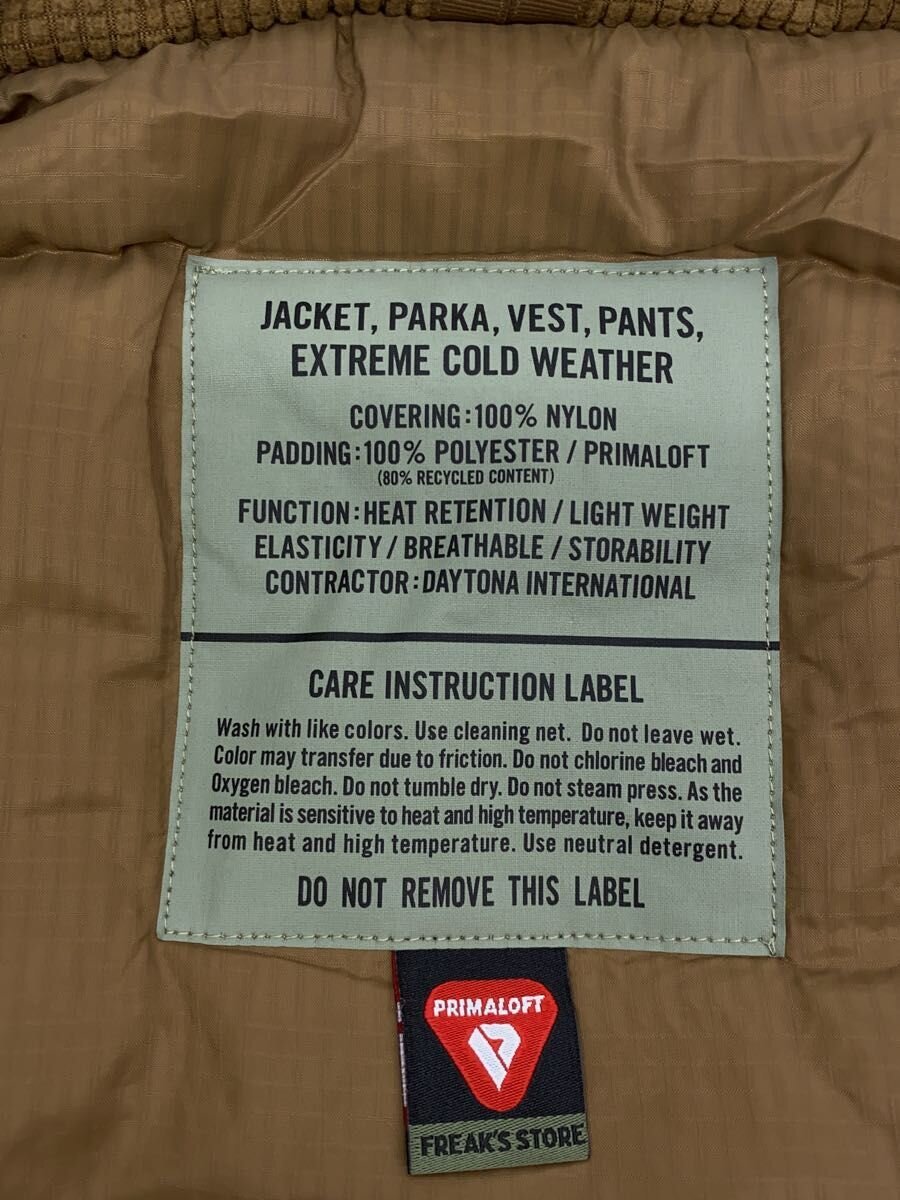 JACKET, PARKA, VEST, PANTS,
EXTREME COLD WEATHER
COVERING:100% NYLON
PADDING:100% POLYESTER / PRIMALOFT
(80% RECYCLED CONTENT)
FUNCTION:HEAT RETENTION / LIGHT WEIGHT
ELASTICITY / BREATHABLE / STORABILITY
CONTRACTOR:DAYTONA INTERNATIONAL
CARE INSTRUCTION LABEL
Wash with like colors. Use cleaning net. Do not leave wet.
Color may transfer due to friction. Do not chlorine bleach and
Oxygen bleach. Do not tumble dry. Do not steam press. As the
material is sensitive to heat and high temperature, keep it away
from heat and high temperature. Use neutral detergent.
DO NOT REMOVE THIS LABEL
PRIMALOFT
FREAK'S STORE